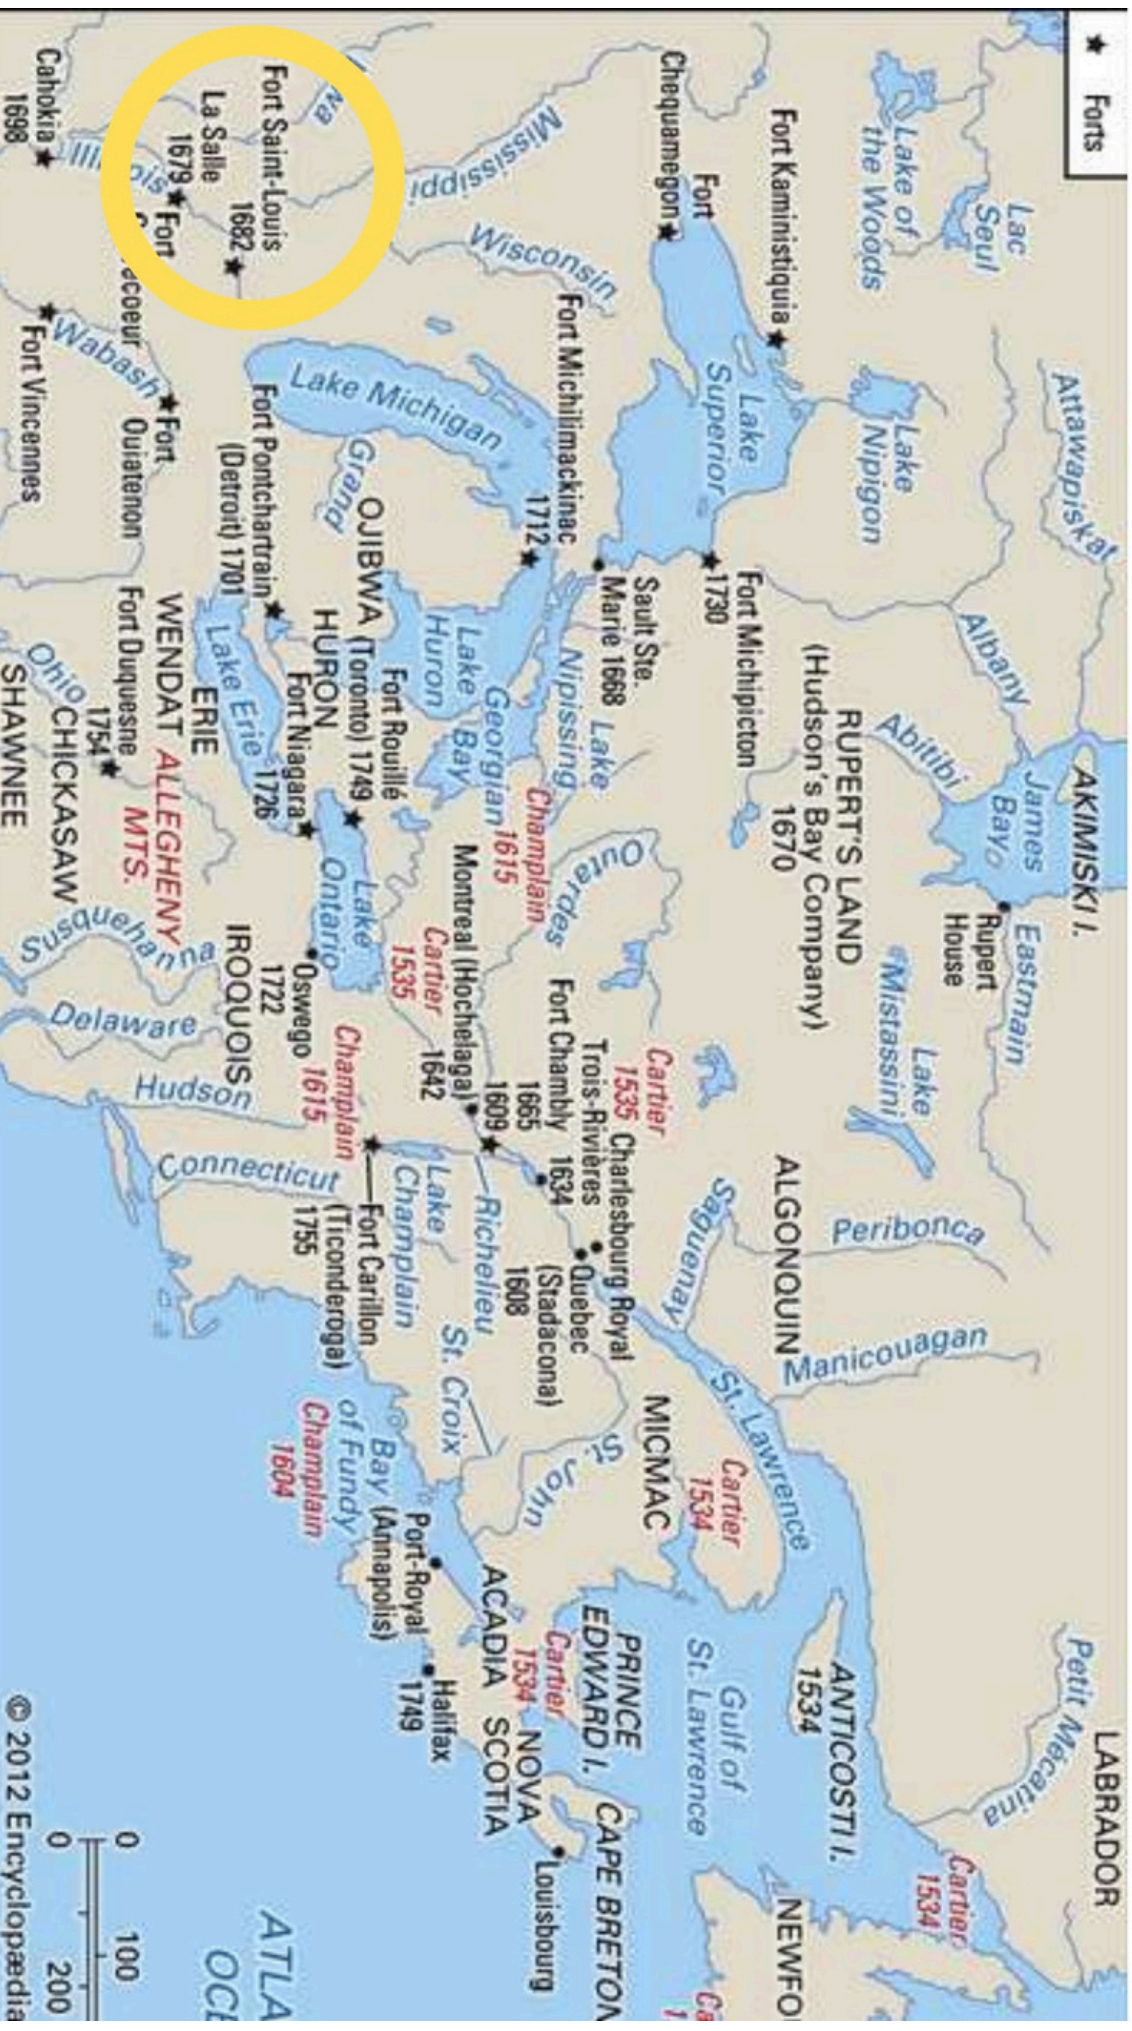 ★ Forts
Lac
Seul
Lake of
the Woods
Attawapiskat
Lake
Nipigon
Albany
Abitibi
AKIMISKI I.
James
Bay
Eastmain
Rupert
House
RUPERT'S LAND
(Hudson's Bay Company)
1670
Lake
Mistassini
Peribonca
Manicouagan
ALGONQUIN
Saguenay
LABRADOR
Petit Mécatina
Cartier
1534
ANTICOSTI I.
1534
NEWFO
Gulf of
St. Lawrence
St. Lawrence
Cartier
1534
MICMAC
Fort Kaministiquia
Fort
Chequamegon
Lake
Superior
Fort Michipicton
1730
Sault Ste.
Marie 1668
Fort Michilimackinac
1712
Lake
Nipissing
Outardes
Cartier
1535
Charlesbourg Royal
Trois-Rivières
1634
Quebec
(Stadacona)
1608
Fort Chambly
1665
1609
Montreal (Hochelaga)
1642
Champlain
1615
Georgian
Bay
Lake
Huron
Cartier
1535
Richelieu
Lake
Champlain
Fort Carillon
(Ticonderoga)
1755
St. Croix
St.
John
PRINCE
EDWARD I.
CAPE BRETON
Cartier
1534
NOVA
SCOTIA
ACADIA
Louisbourg
Halifax
1749
Port-Royal
(Annapolis)
Bay
of Fundy
Champlain
1604
Mississippi
Wisconsin
Lake Michigan
Grand
OJIBWA
HURON
Fort Rouillé
(Toronto) 1749
Fort Niagara
1726
Lake
Ontario
Oswego
1722
Champlain
1615
IROQUOIS
Fort Pontchartrain
(Detroit) 1701
Lake Erie
ERIE
WENDAT
Fort Duquesne
1754
ALLEGHENY
MTS.
CHICKASAW
SHAWNEE
Ohio
Susquehanna
Delaware
Hudson
Connecticut
Fort Saint-Louis
1682
La Salle
1679
Fort
Illinois
Cahokia
1698
Wabash
Fort
Ouiatenon
Fort Vincennes
0 100
0 200
© 2012 Encyclopædia